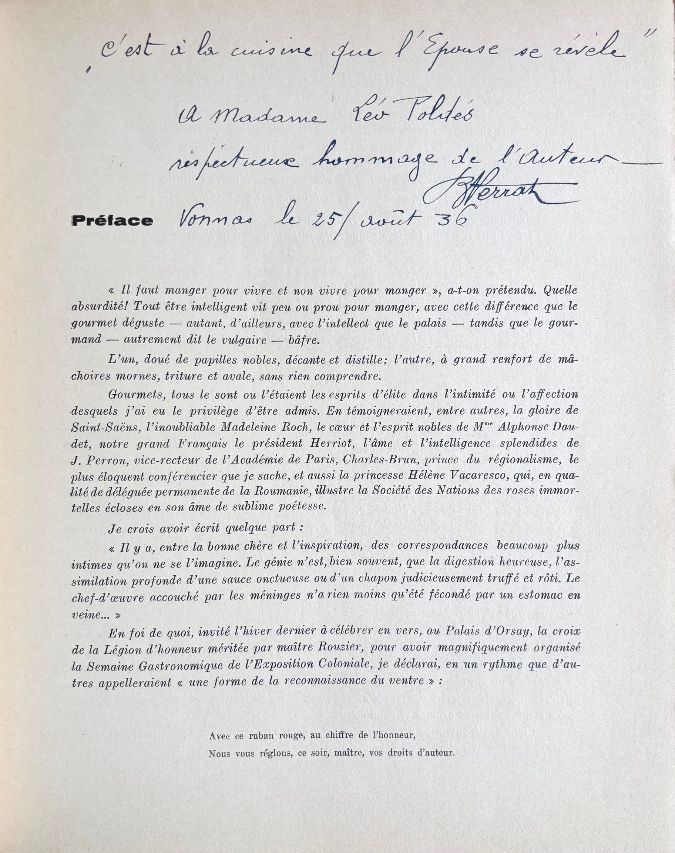 „ C'est à la cuisine que l'Epouse se révèle "
A Madame Léo Polités
respectueux hommage de l'Auteur —
Préface Vonnas le 25/ août 36
« Il faut manger pour vivre et non vivre pour manger », a-t-on prétendu. Quelle
absurdité! Tout être intelligent vit peu ou prou pour manger, avec cette différence que le
gourmet déguste — autant, d'ailleurs, avec l'intellect que le palais — tandis que le gour-
mand — autrement dit le vulgaire — bâfre.
L'un, doué de papilles nobles, décante et distille; l'autre, à grand renfort de mâ-
choires mornes, triture et avale, sans rien comprendre.
Gourmets, tous le sont ou l'étaient les esprits d'élite dans l'intimité ou l'affection
desquels j'ai eu le privilège d'être admis. En témoigneraient, entre autres, la gloire de
Saint-Saëns, l'inoubliable Madeleine Roch, le cœur et l'esprit nobles de Mme Alphonse Dau-
det, notre grand Français le président Herriot, l'âme et l'intelligence splendides de
J. Perron, vice-recteur de l'Académie de Paris, Charles-Brun, prince du régionalisme, le
plus éloquent conférencier que je sache, et aussi la princesse Hélène Vacaresco, qui, en qua-
lité de déléguée permanente de la Roumanie, illustre la Société des Nations des roses immor-
telles écloses en son âme de sublime poétesse.
Je crois avoir écrit quelque part :
« Il y a, entre la bonne chère et l'inspiration, des correspondances beaucoup plus
intimes qu'on ne se l'imagine. Le génie n'est, bien souvent, que la digestion heureuse, l'as-
similation profonde d'une sauce onctueuse ou d'un chapon judicieusement truffé et rôti. Le
chef-d'œuvre accouché par les méninges n'a rien moins qu'été fécondé par un estomac en
veine... »
En foi de quoi, invité l'hiver dernier à célébrer en vers, au Palais d'Orsay, la croix
de la Légion d'honneur méritée par maître Rouzier, pour avoir magnifiquement organisé
la Semaine Gastronomique de l'Exposition Coloniale, je déclarai, en un rythme que d'au-
tres appelleraient « une forme de la reconnaissance du ventre » :
Avec ce ruban rouge, au chiffre de l'honneur,
Nous vous réglons, ce soir, maître, vos droits d'auteur.